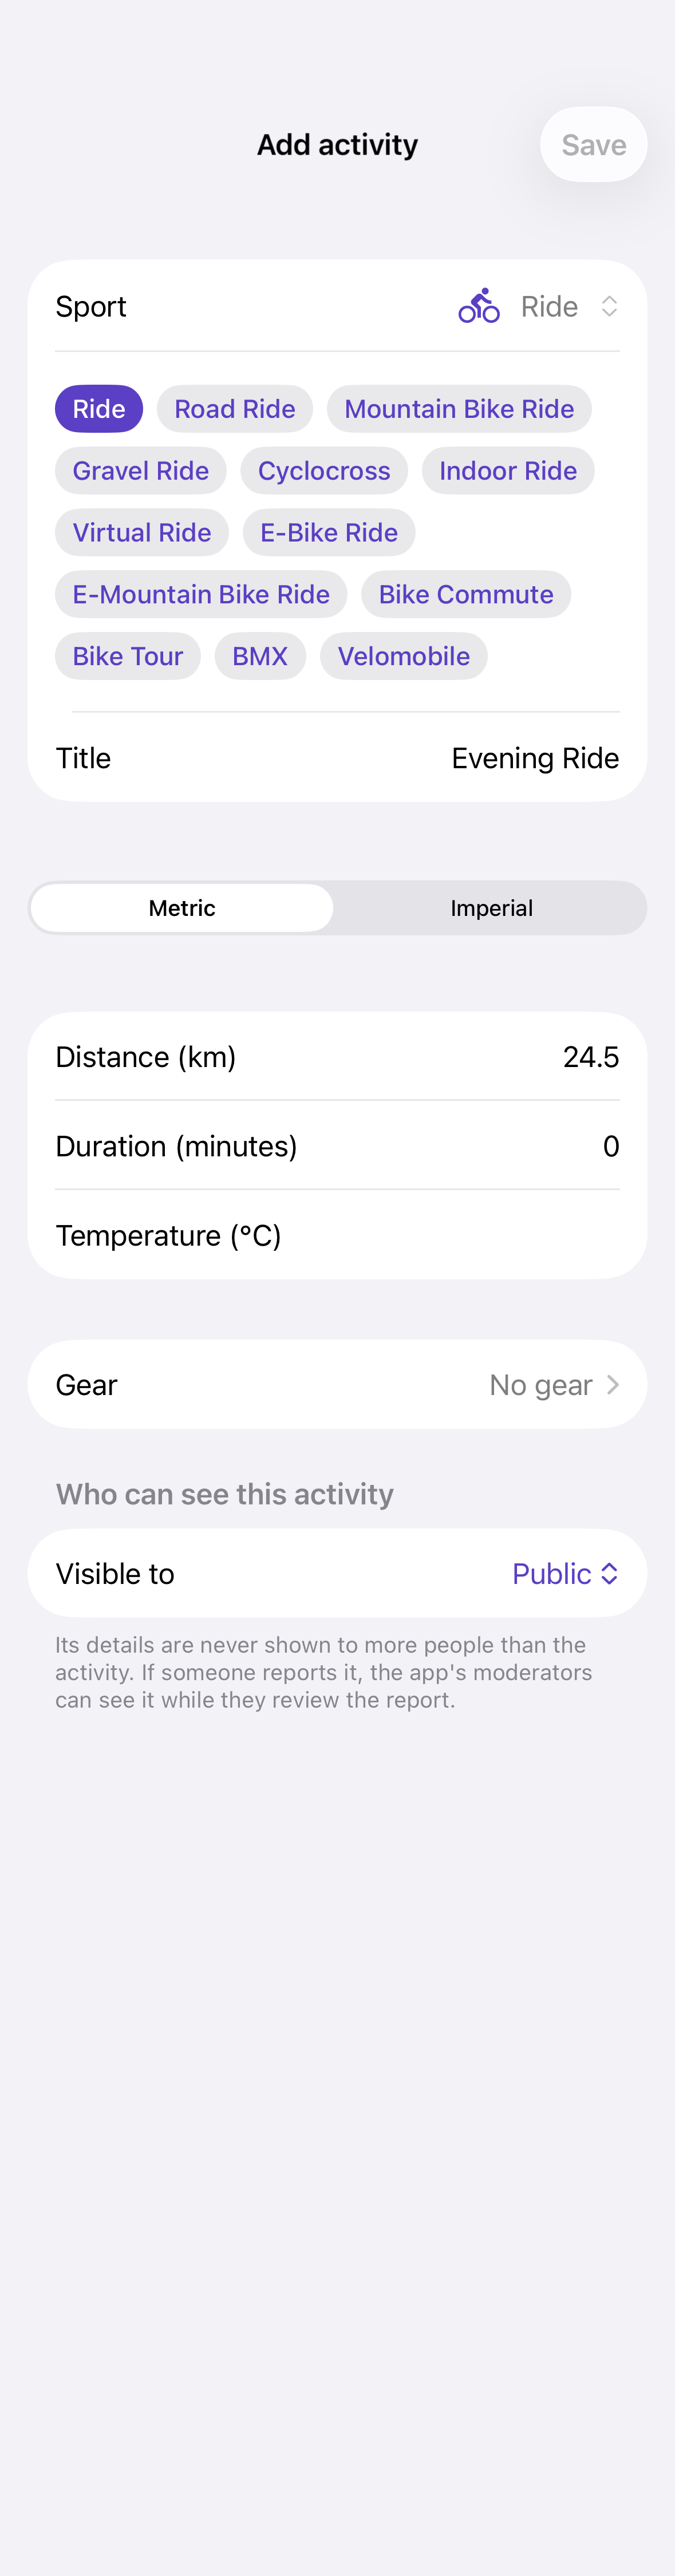 Add activity
Save
Sport
Ride
Ride
Road Ride
Mountain Bike Ride
Gravel Ride
Cyclocross
Indoor Ride
Virtual Ride
E-Bike Ride
E-Mountain Bike Ride
Bike Commute
Bike Tour
BMX
Velomobile
Title
Evening Ride
Metric
Imperial
Distance (km)
24.5
Duration (minutes)
0
Temperature (°C)
Gear
No gear
Who can see this activity
Visible to
Public
Its details are never shown to more people than the
activity. If someone reports it, the app's moderators
can see it while they review the report.